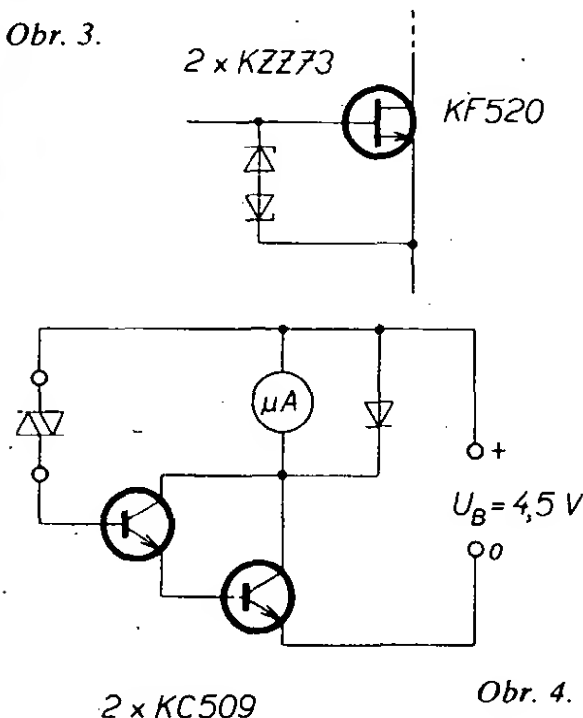 Obr. 3.
2 x KZZ73
KF520
μA
+
U_B = 4,5 V
0
2 x KC509
Obr. 4.